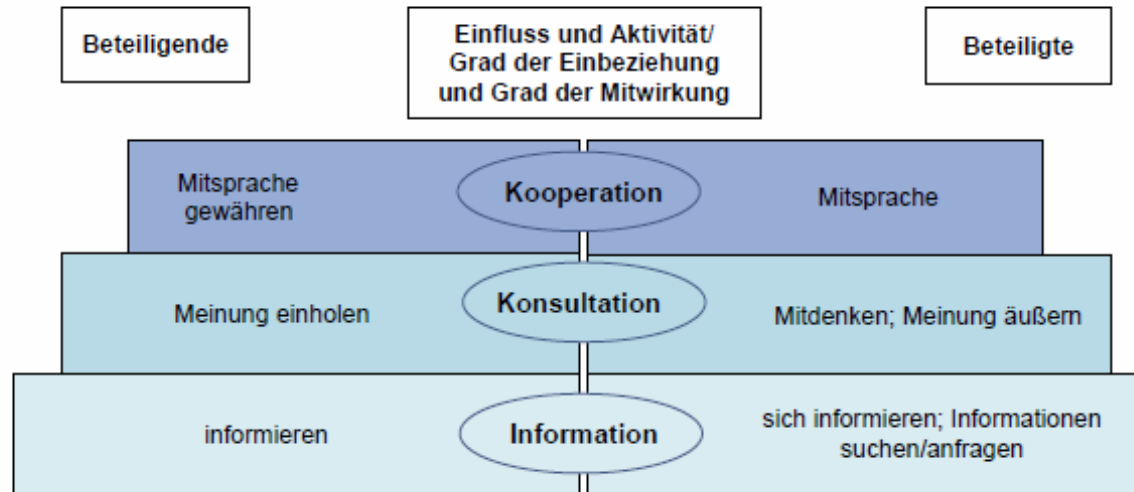 Beteiligende
Einfluss und Aktivität/
Grad der Einbeziehung
und Grad der Mitwirkung
Beteiligte
Mitsprache
gewähren
Kooperation
Mitsprache
Meinung einholen
Konsultation
Mitdenken; Meinung äußern
informieren
Information
sich informieren; Informationen
suchen/anfragen